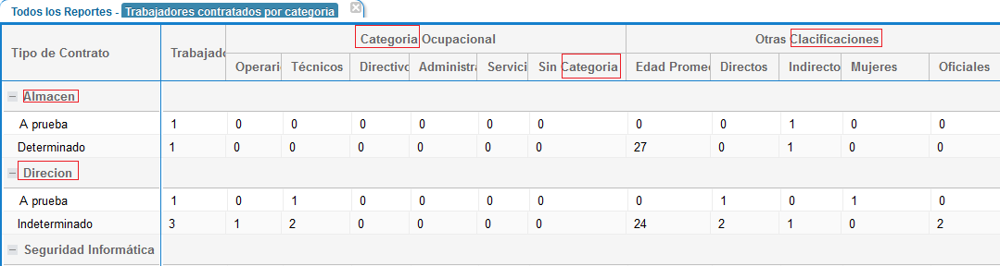 Todos los Reportes - Trabajadores contratados por categoria
Tipo de Contrato Trabajado Categoria Ocupacional Otras Clacificaciones
Operari Técnicos Directivo Administra Servici Sin Categoria Edad Prome Directos Indirecto Mujeres Oficiales
Almacen
A prueba 1 0 0 0 0 0 0 0 0 1 0 0
Determinado 1 0 0 0 0 0 0 27 0 1 0 0
Direcion
A prueba 1 0 1 0 0 0 0 0 1 0 1 0
Indeterminado 3 1 2 0 0 0 0 24 2 1 0 2
Seguridad Informática